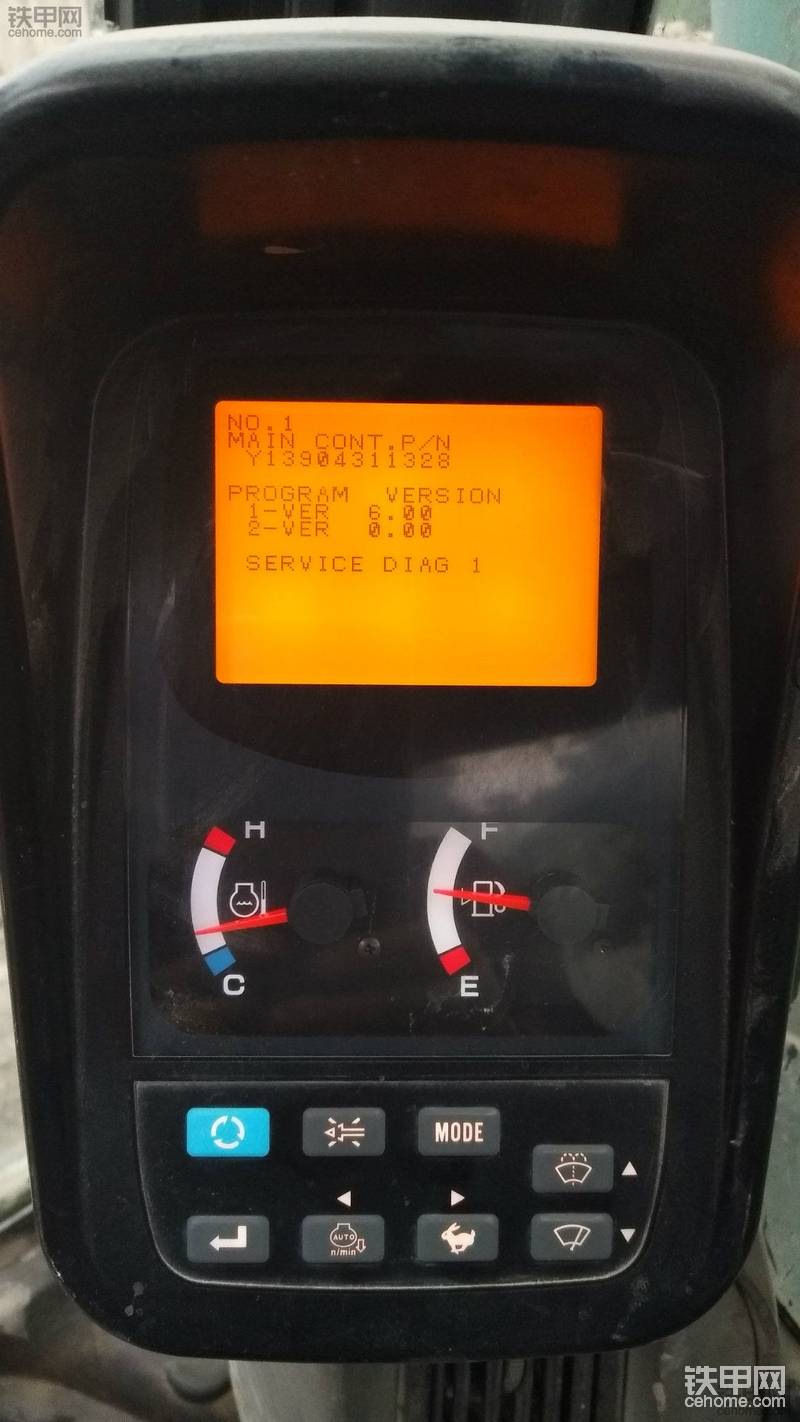 铁甲网
cehome.com
NO.1
MAIN CONT.P/N
Y13904311328
PROGRAM VERSION
1-VER 6.00
2-VER 0.00
SERVICE DIAG 1
H
F
C
E
MODE
AUTO
n/min
铁甲网
cehome.com